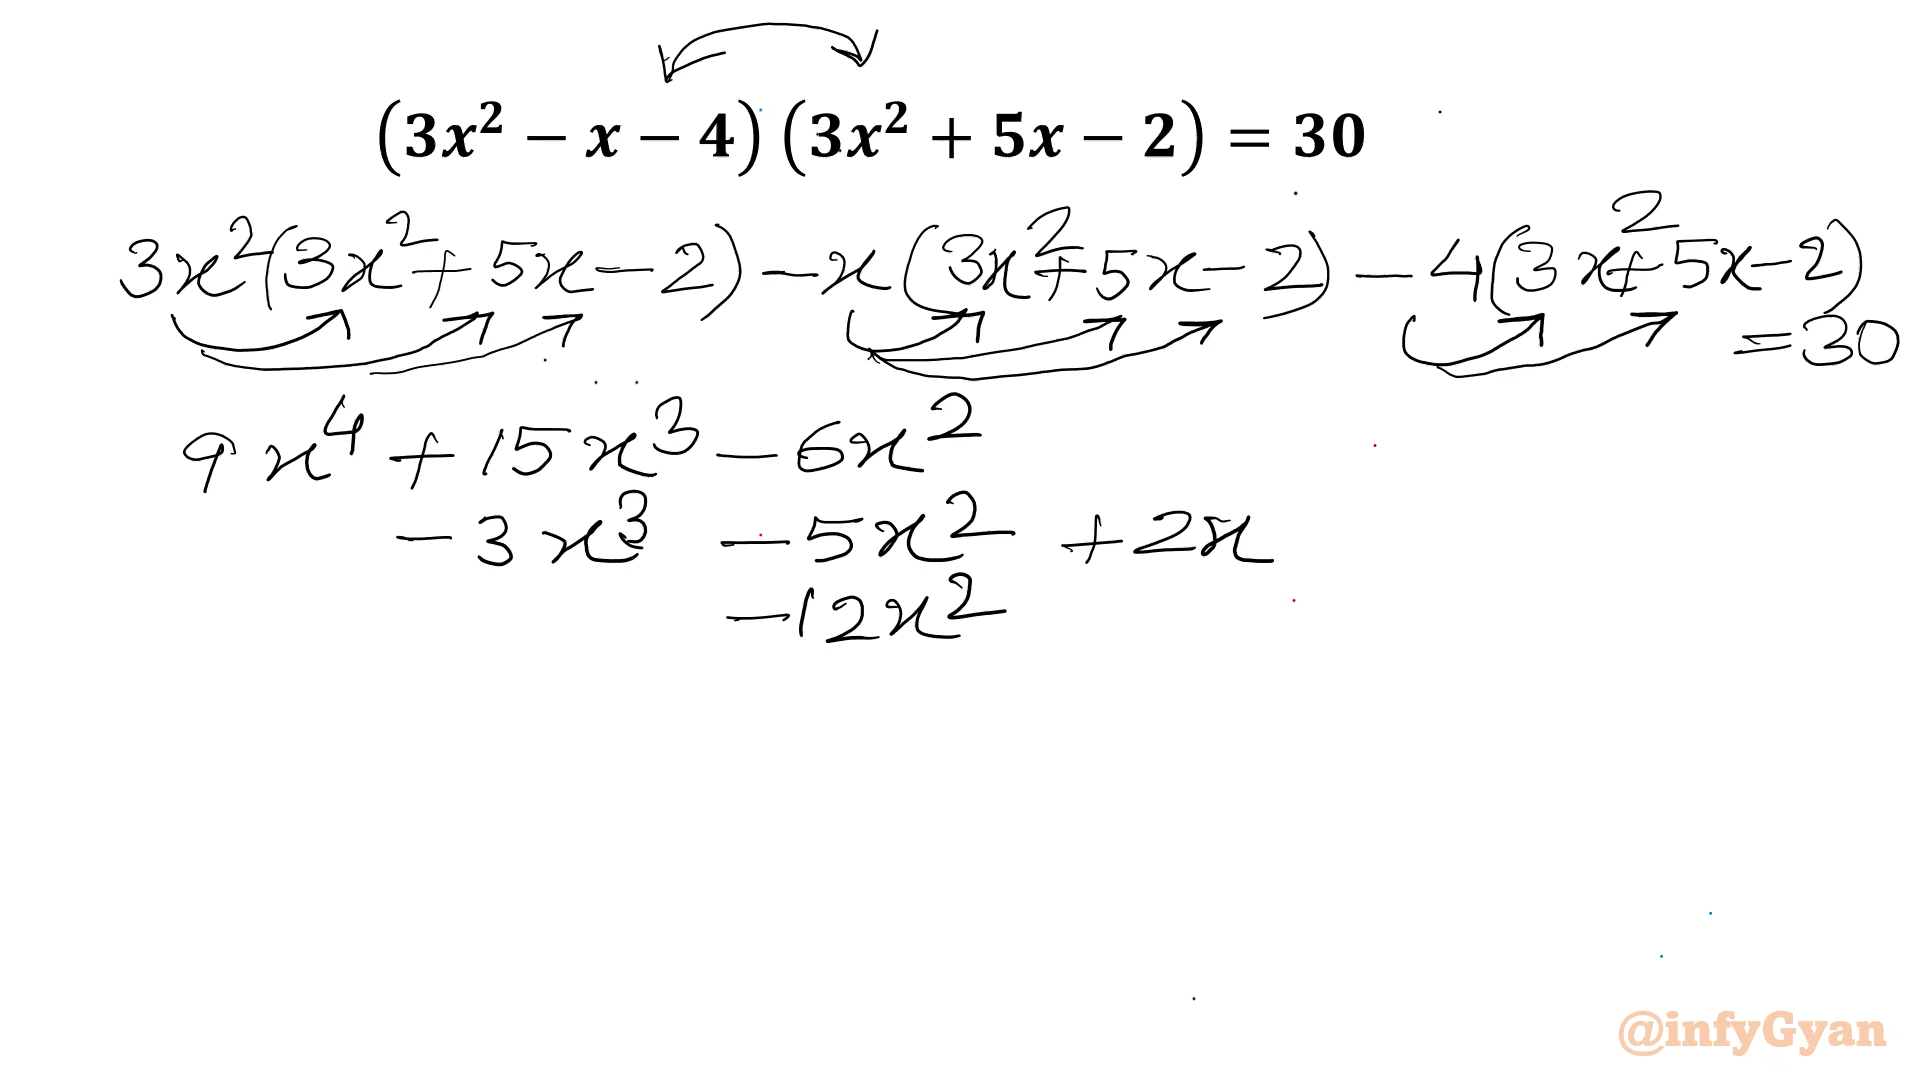 (3x² − x − 4)(3x² + 5x − 2) = 30
3x²(3x² + 5x − 2) − x(3x² + 5x − 2) − 4(3x² + 5x − 2)
= 30
9x⁴ + 15x³ − 6x²
− 3x³ − 5x² + 2x
− 12x²
@infyGyan